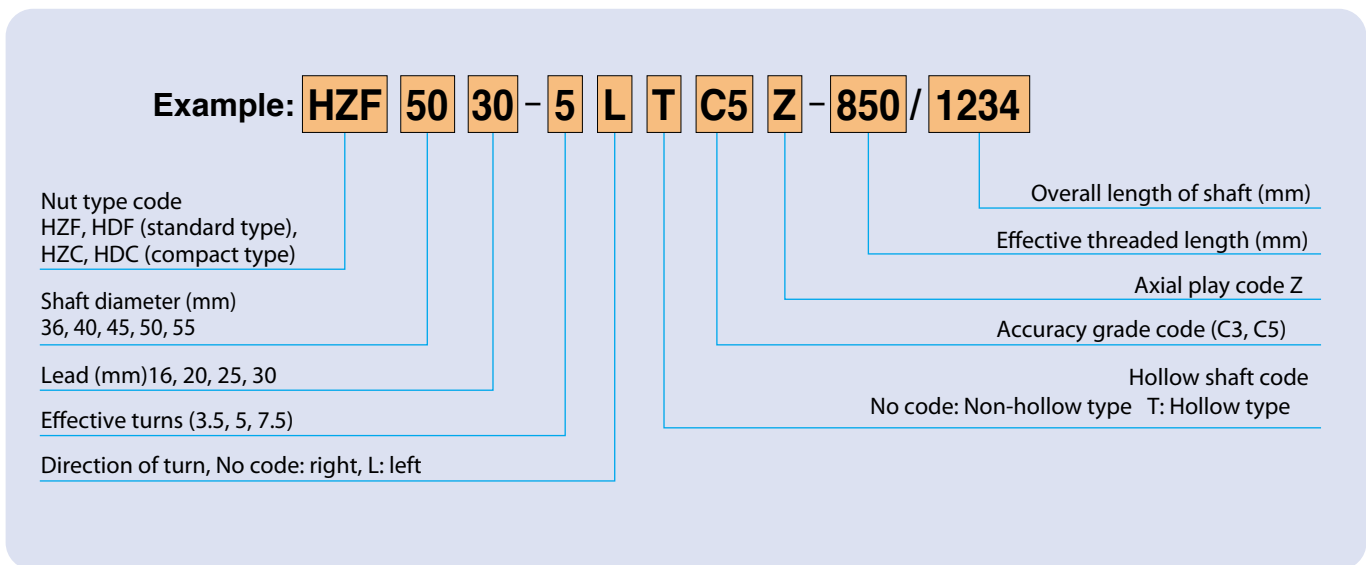 Example: HZF 50 30 - 5 L T C5 Z - 850 / 1234
Nut type code
HZF, HDF (standard type),
HZC, HDC (compact type)
Shaft diameter (mm)
36, 40, 45, 50, 55
Lead (mm)16, 20, 25, 30
Effective turns (3.5, 5, 7.5)
Direction of turn, No code: right, L: left
Overall length of shaft (mm)
Effective threaded length (mm)
Axial play code Z
Accuracy grade code (C3, C5)
Hollow shaft code
No code: Non-hollow type T: Hollow type